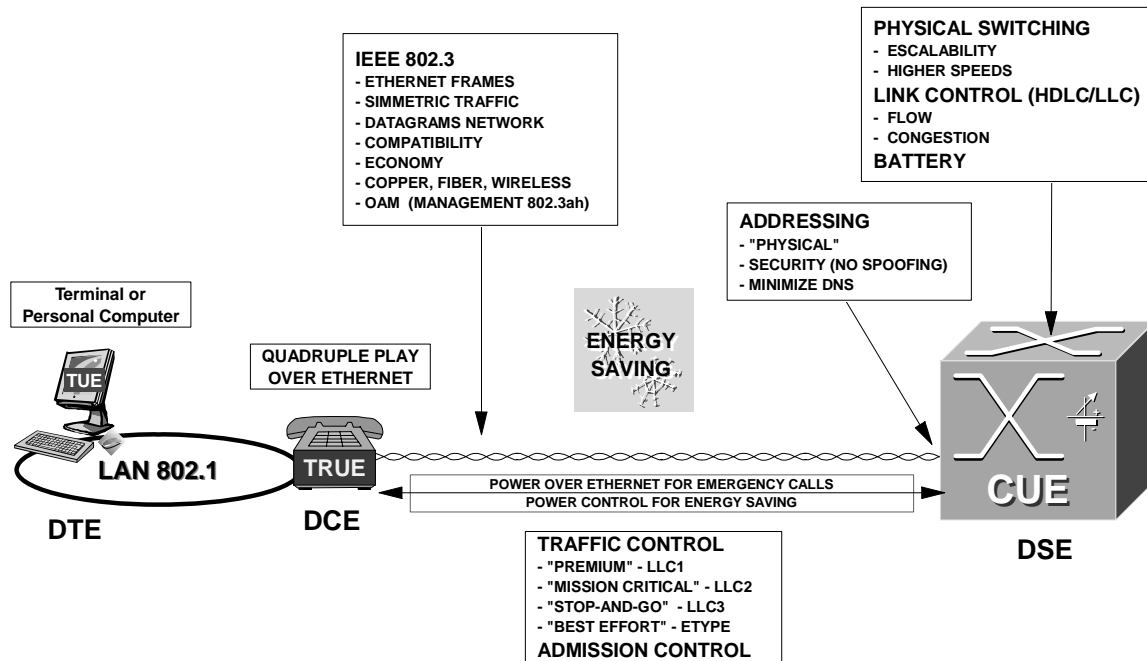 IEEE 802.3
- ETHERNET FRAMES
- SIMMETRIC TRAFFIC
- DATAGRAMS NETWORK
- COMPATIBILITY
- ECONOMY
- COPPER, FIBER, WIRELESS
- OAM (MANAGEMENT 802.3ah)
PHYSICAL SWITCHING
- ESCALABILITY
- HIGHER SPEEDS
LINK CONTROL (HDLC/LLC)
- FLOW
- CONGESTION
BATTERY
ADDRESSING
- "PHYSICAL"
- SECURITY (NO SPOOFING)
- MINIMIZE DNS
Terminal or
Personal Computer
QUADRUPLE PLAY
OVER ETHERNET
ENERGY
SAVING
TUE
LAN 802.1
TRUE
DTE
DCE
POWER OVER ETHERNET FOR EMERGENCY CALLS
POWER CONTROL FOR ENERGY SAVING
+
-
CUE
DSE
TRAFFIC CONTROL
- "PREMIUM" - LLC1
- "MISSION CRITICAL" - LLC2
- "STOP-AND-GO" - LLC3
- "BEST EFFORT" - ETYPE
ADMISSION CONTROL